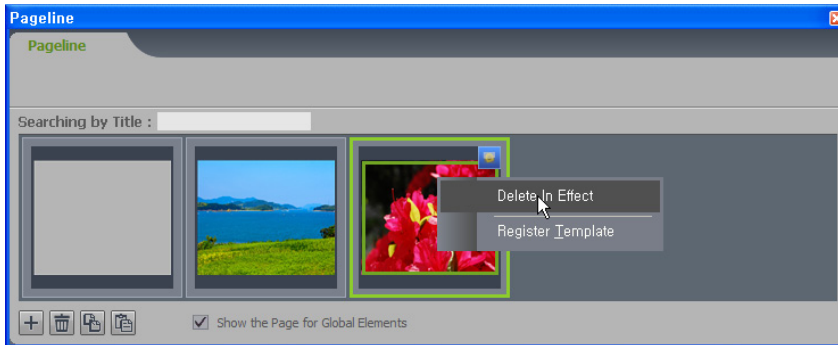 Pageline
Pageline
Searching by Title :
Delete In Effect
Register Template
Show the Page for Global Elements